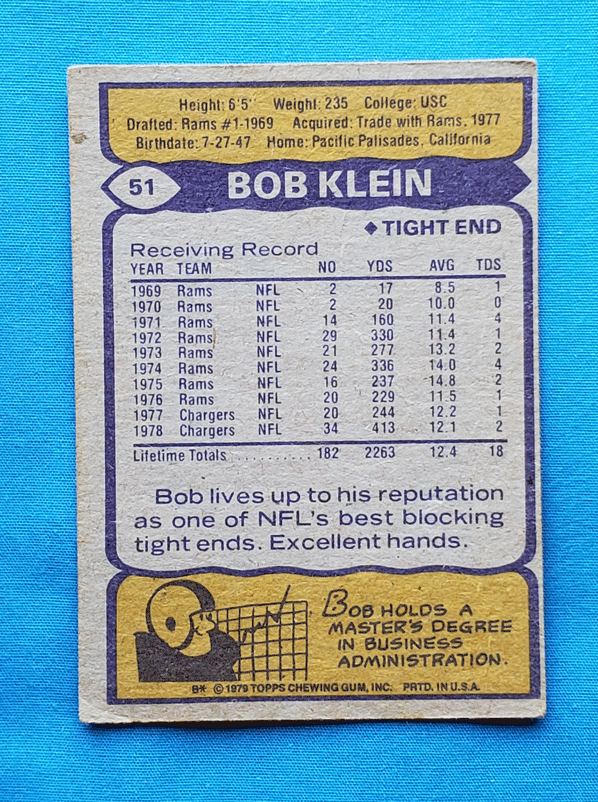 Height: 6'5" Weight: 235 College: USC
Drafted: Rams #1-1969 Acquired: Trade with Rams, 1977
Birthdate: 7-27-47 Home: Pacific Palisades, California
51 BOB KLEIN
◆ TIGHT END
Receiving Record
YEAR TEAM NO YDS AVG TDS
1969 Rams NFL 2 17 8.5 1
1970 Rams NFL 2 20 10.0 0
1971 Rams NFL 14 160 11.4 4
1972 Rams NFL 29 330 11.4 1
1973 Rams NFL 21 277 13.2 2
1974 Rams NFL 24 336 14.0 4
1975 Rams NFL 16 237 14.8 2
1976 Rams NFL 20 229 11.5 1
1977 Chargers NFL 20 244 12.2 1
1978 Chargers NFL 34 413 12.1 2
Lifetime Totals .......... 182 2263 12.4 18
Bob lives up to his reputation
as one of NFL's best blocking
tight ends. Excellent hands.
BOB HOLDS A
MASTER'S DEGREE
IN BUSINESS
ADMINISTRATION.
B* © 1979 TOPPS CHEWING GUM, INC. PRTD. IN U.S.A.